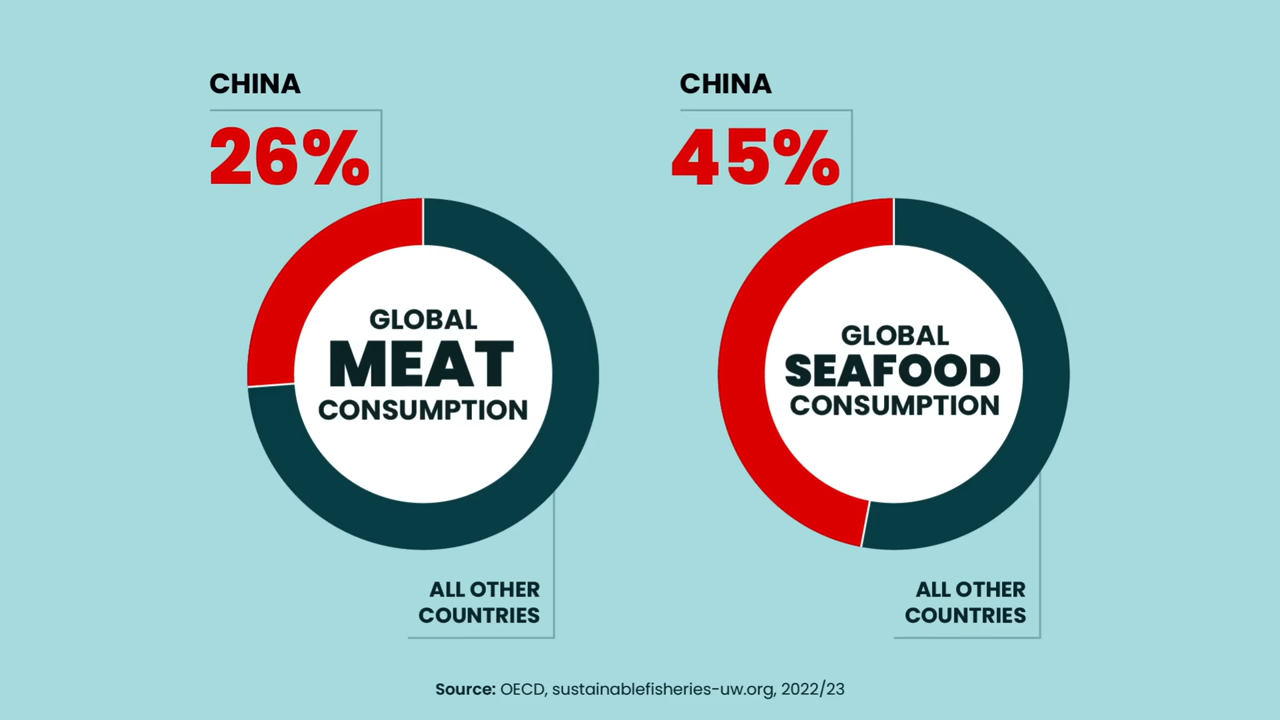 CHINA
26%
GLOBAL
MEAT
CONSUMPTION
ALL OTHER
COUNTRIES
CHINA
45%
GLOBAL
SEAFOOD
CONSUMPTION
ALL OTHER
COUNTRIES
Source: OECD, sustainablefisheries-uw.org, 2022/23